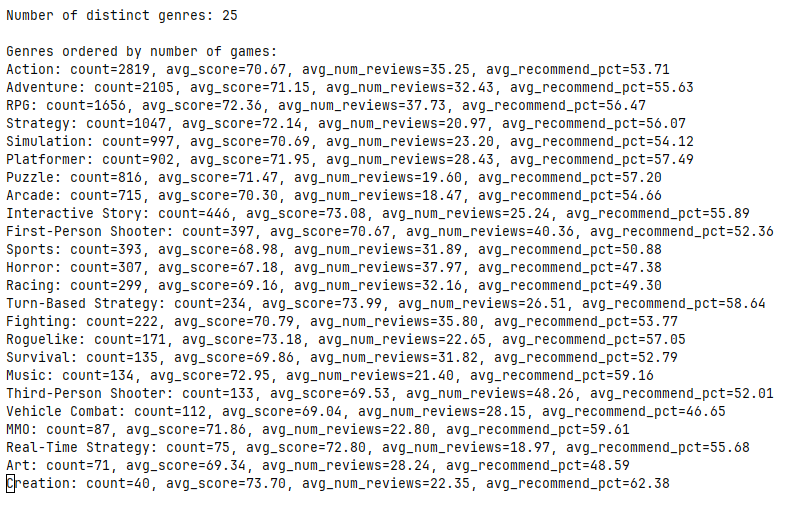 Number of distinct genres: 25
Genres ordered by number of games:
Action: count=2819, avg_score=70.67, avg_num_reviews=35.25, avg_recommend_pct=53.71
Adventure: count=2105, avg_score=71.15, avg_num_reviews=32.43, avg_recommend_pct=55.63
RPG: count=1656, avg_score=72.36, avg_num_reviews=37.73, avg_recommend_pct=56.47
Strategy: count=1047, avg_score=72.14, avg_num_reviews=20.97, avg_recommend_pct=56.07
Simulation: count=997, avg_score=70.69, avg_num_reviews=23.20, avg_recommend_pct=54.12
Platformer: count=902, avg_score=71.95, avg_num_reviews=28.43, avg_recommend_pct=57.49
Puzzle: count=816, avg_score=71.47, avg_num_reviews=19.60, avg_recommend_pct=57.20
Arcade: count=715, avg_score=70.30, avg_num_reviews=18.47, avg_recommend_pct=54.66
Interactive Story: count=446, avg_score=73.08, avg_num_reviews=25.24, avg_recommend_pct=55.89
First-Person Shooter: count=397, avg_score=70.67, avg_num_reviews=40.36, avg_recommend_pct=52.36
Sports: count=393, avg_score=68.98, avg_num_reviews=31.89, avg_recommend_pct=50.88
Horror: count=307, avg_score=67.18, avg_num_reviews=37.97, avg_recommend_pct=47.38
Racing: count=299, avg_score=69.16, avg_num_reviews=32.16, avg_recommend_pct=49.30
Turn-Based Strategy: count=234, avg_score=73.99, avg_num_reviews=26.51, avg_recommend_pct=58.64
Fighting: count=222, avg_score=70.79, avg_num_reviews=35.80, avg_recommend_pct=53.77
Roguelike: count=171, avg_score=73.18, avg_num_reviews=22.65, avg_recommend_pct=57.05
Survival: count=135, avg_score=69.86, avg_num_reviews=31.82, avg_recommend_pct=52.79
Music: count=134, avg_score=72.95, avg_num_reviews=21.40, avg_recommend_pct=59.16
Third-Person Shooter: count=133, avg_score=69.53, avg_num_reviews=48.26, avg_recommend_pct=52.01
Vehicle Combat: count=112, avg_score=69.04, avg_num_reviews=28.15, avg_recommend_pct=46.65
MMO: count=87, avg_score=71.86, avg_num_reviews=22.80, avg_recommend_pct=59.61
Real-Time Strategy: count=75, avg_score=72.80, avg_num_reviews=18.97, avg_recommend_pct=55.68
Art: count=71, avg_score=69.34, avg_num_reviews=28.24, avg_recommend_pct=48.59
Creation: count=40, avg_score=73.70, avg_num_reviews=22.35, avg_recommend_pct=62.38